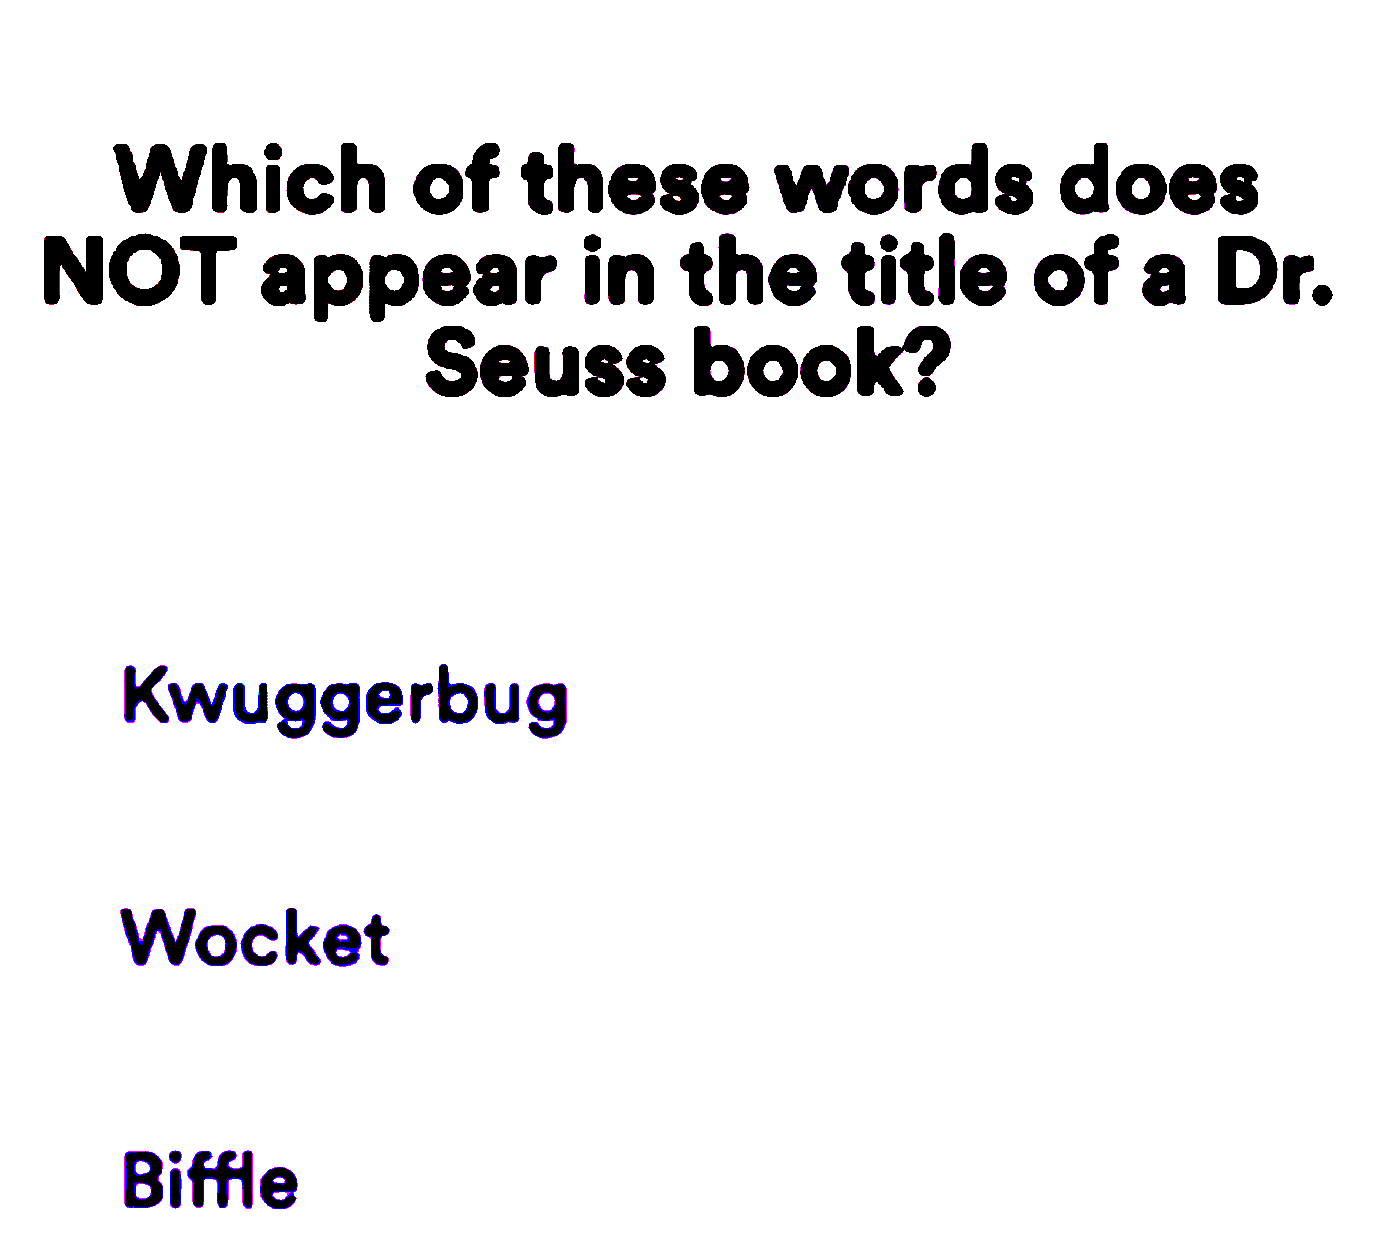 Which of these words does
NOT appear in the title of a Dr.
Seuss book?
Kwuggerbug
Wocket
Biffle